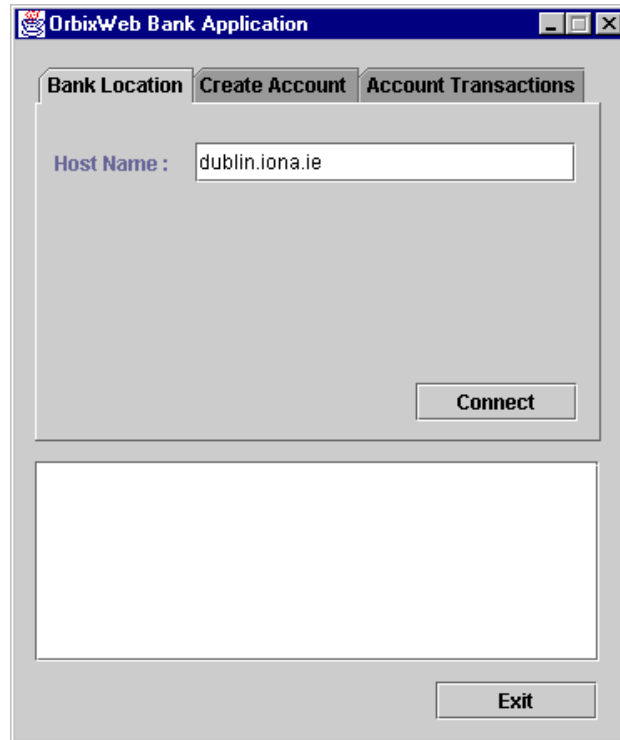 OrbixWeb Bank Application
Bank Location Create Account Account Transactions
Host Name : dublin.iona.ie
Connect
Exit